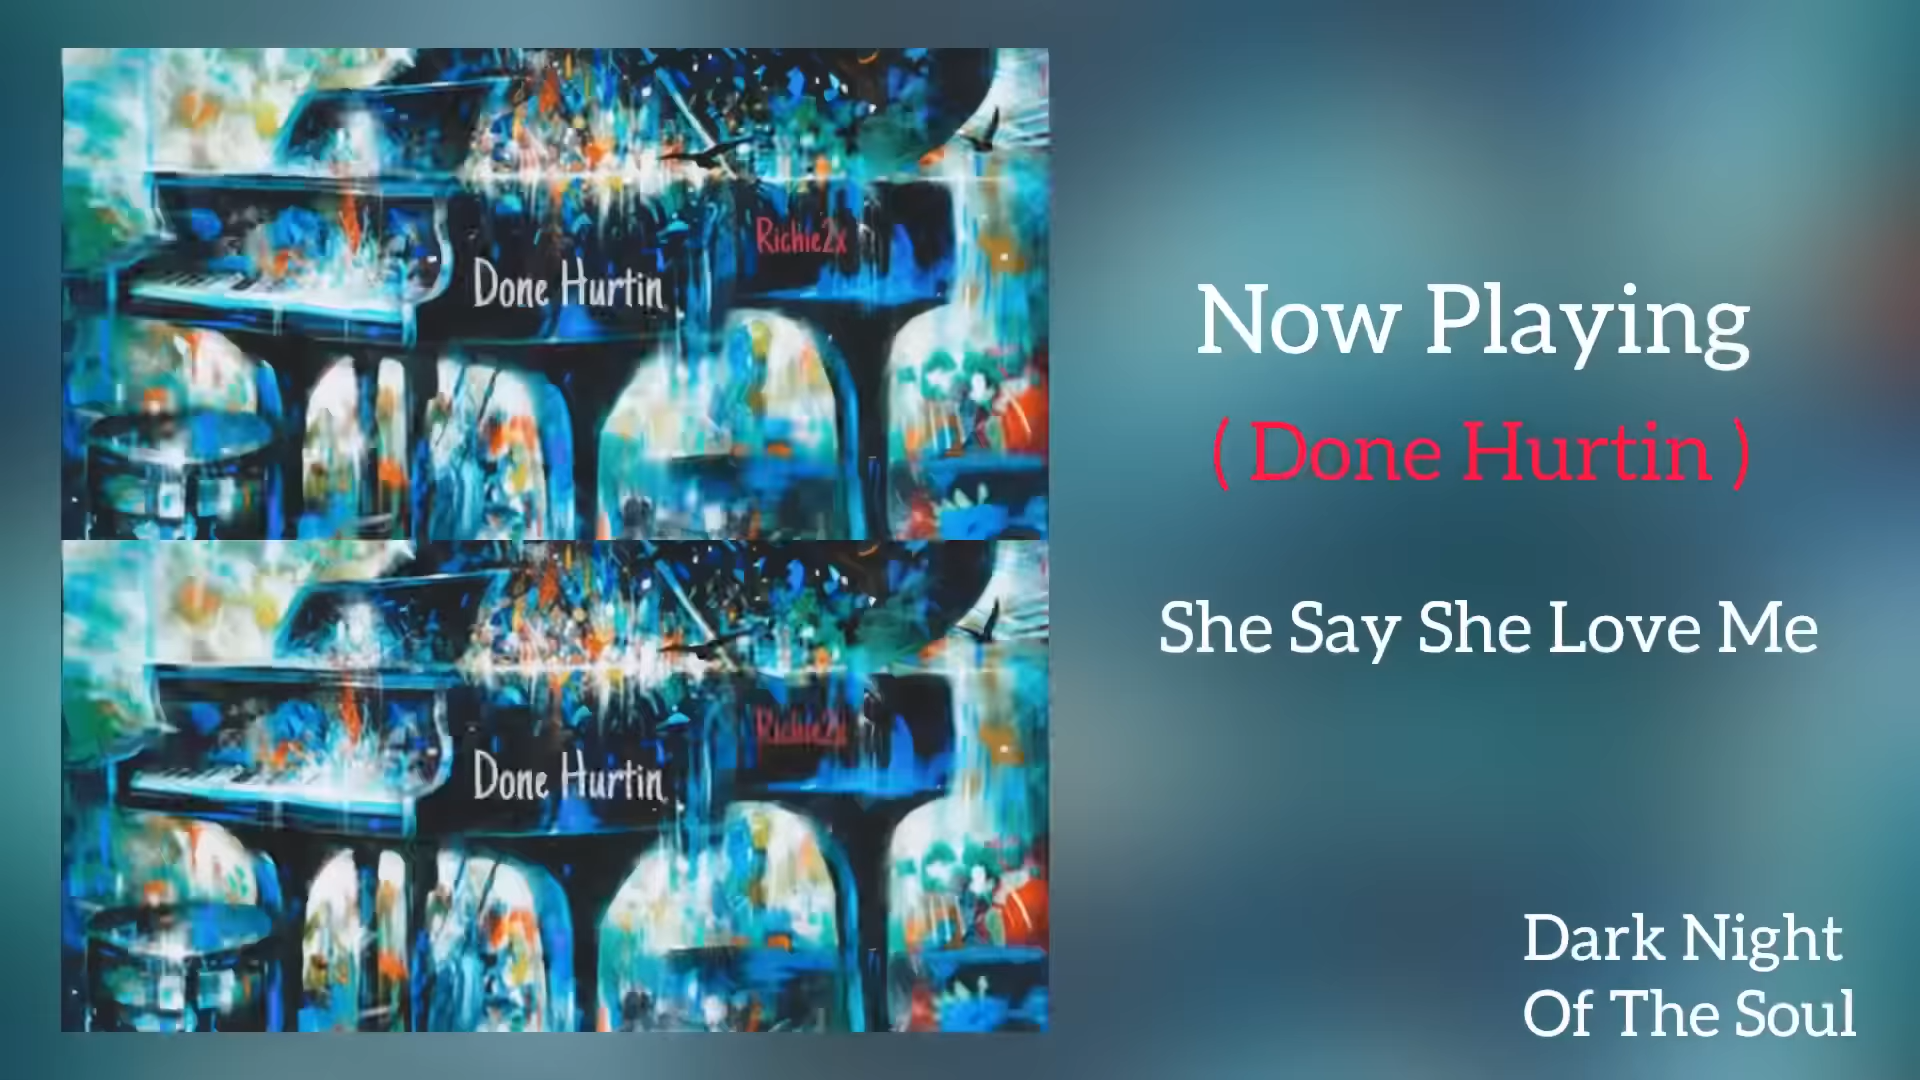 Richie2x
Done Hurtin
Richie2x
Done Hurtin
Now Playing
( Done Hurtin )
She Say She Love Me
Dark Night
Of The Soul